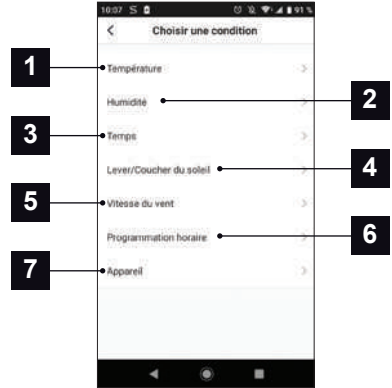 10:07 S 91 %
Choisir une condition
1 Température
Humidité 2
3 Temps
Lever/Coucher du soleil 4
5 Vitesse du vent
Programmation horaire 6
7 Appareil